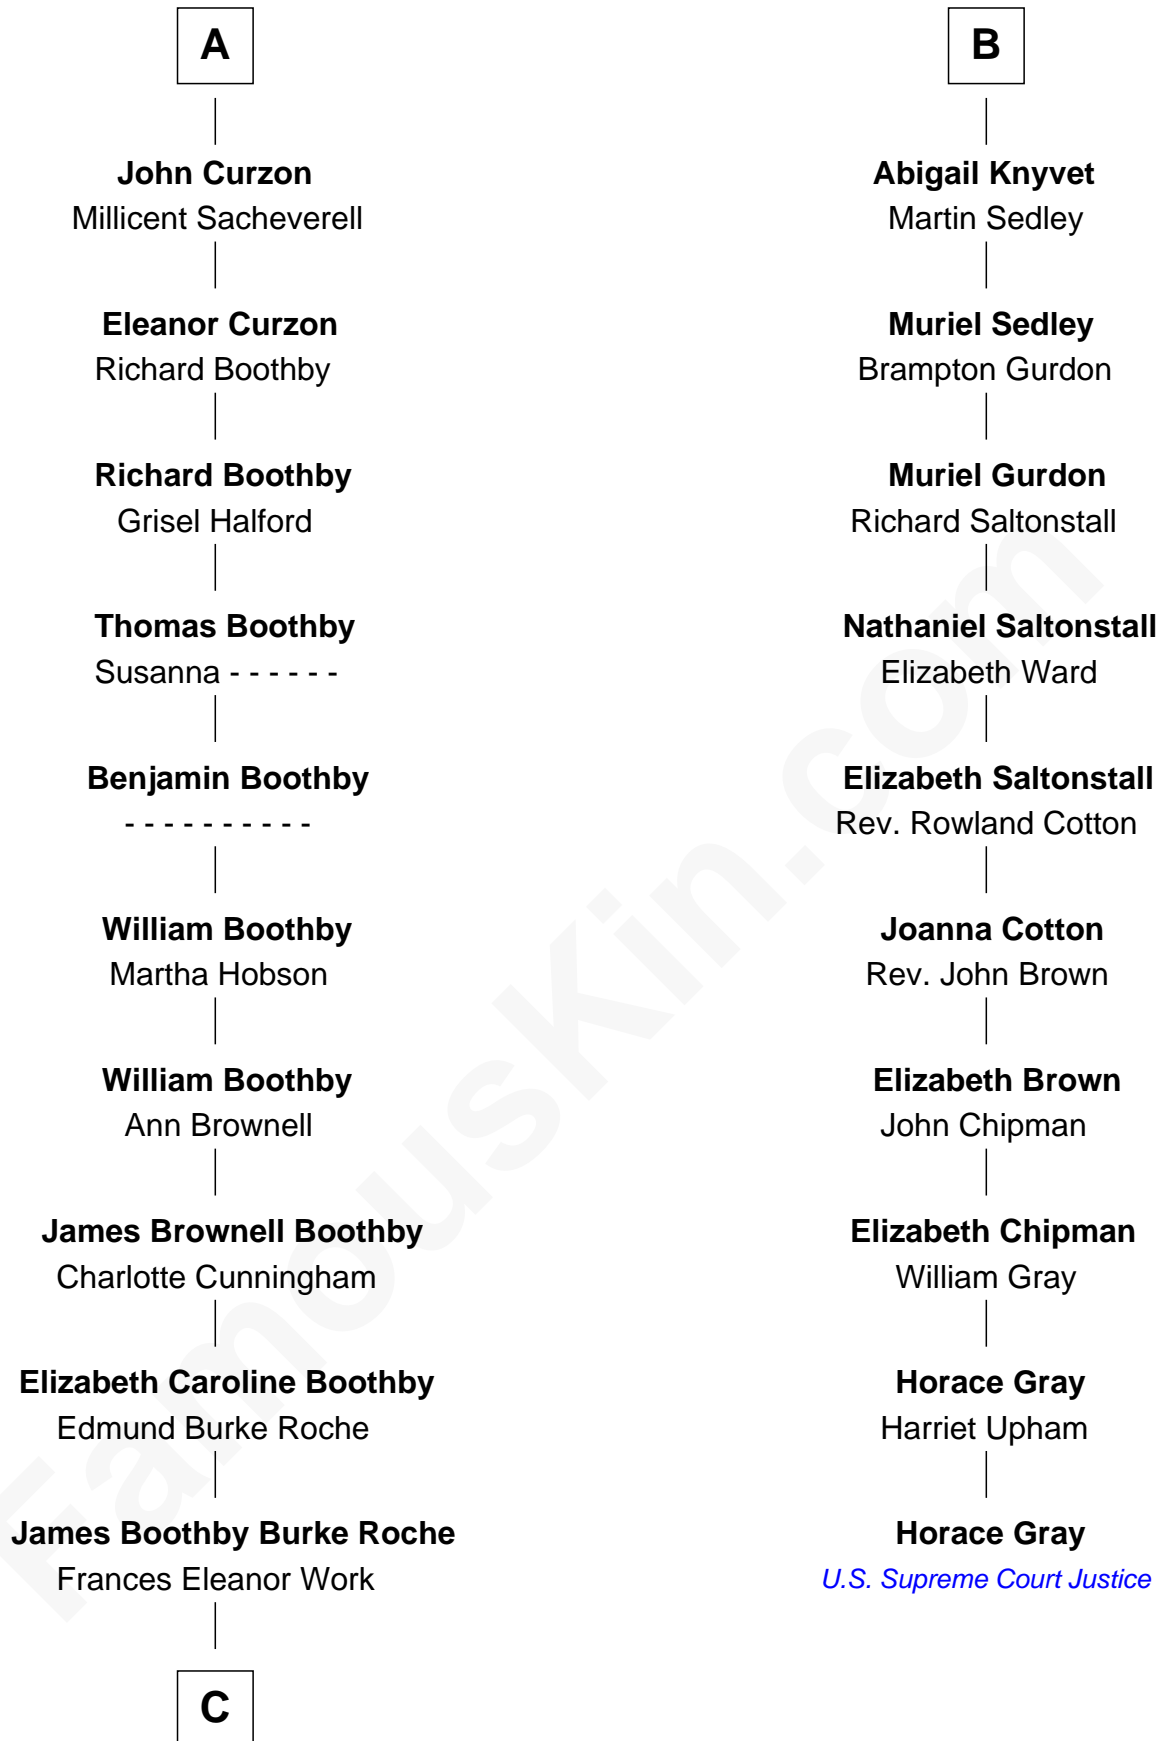 A
John Curzon
Millicent Sacheverell
Eleanor Curzon
Richard Boothby
Richard Boothby
Grisel Halford
Thomas Boothby
Susanna - - - - - -
Benjamin Boothby
- - - - - - - - - -
William Boothby
Martha Hobson
William Boothby
Ann Brownell
James Brownell Boothby
Charlotte Cunningham
Elizabeth Caroline Boothby
Edmund Burke Roche
James Boothby Burke Roche
Frances Eleanor Work
C
B
Abigail Knyvet
Martin Sedley
Muriel Sedley
Brampton Gurdon
Muriel Gurdon
Richard Saltonstall
Nathaniel Saltonstall
Elizabeth Ward
Elizabeth Saltonstall
Rev. Rowland Cotton
Joanna Cotton
Rev. John Brown
Elizabeth Brown
John Chipman
Elizabeth Chipman
William Gray
Horace Gray
Harriet Upham
Horace Gray
U.S. Supreme Court Justice
FamousKin.com